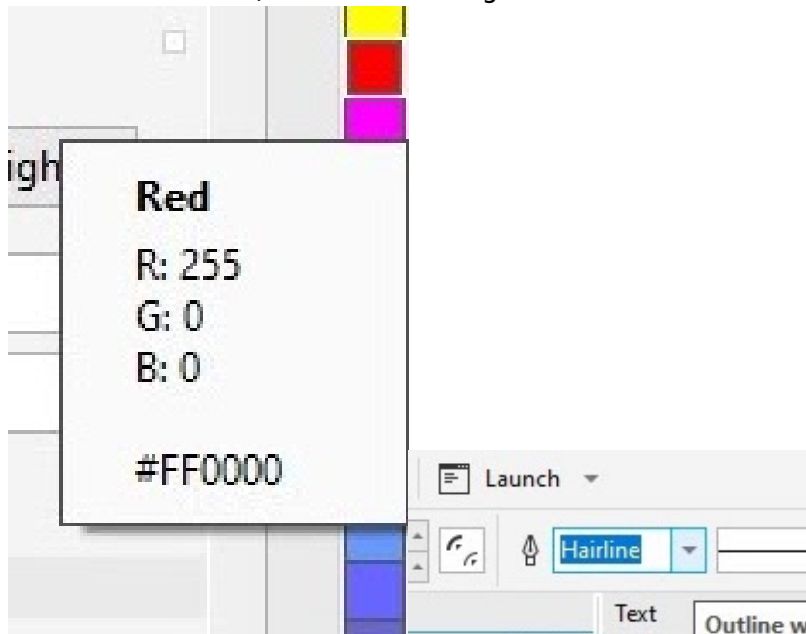 igh
Red
R: 255
G: 0
B: 0
#FF0000
Launch
Hairline
Text
Outline w